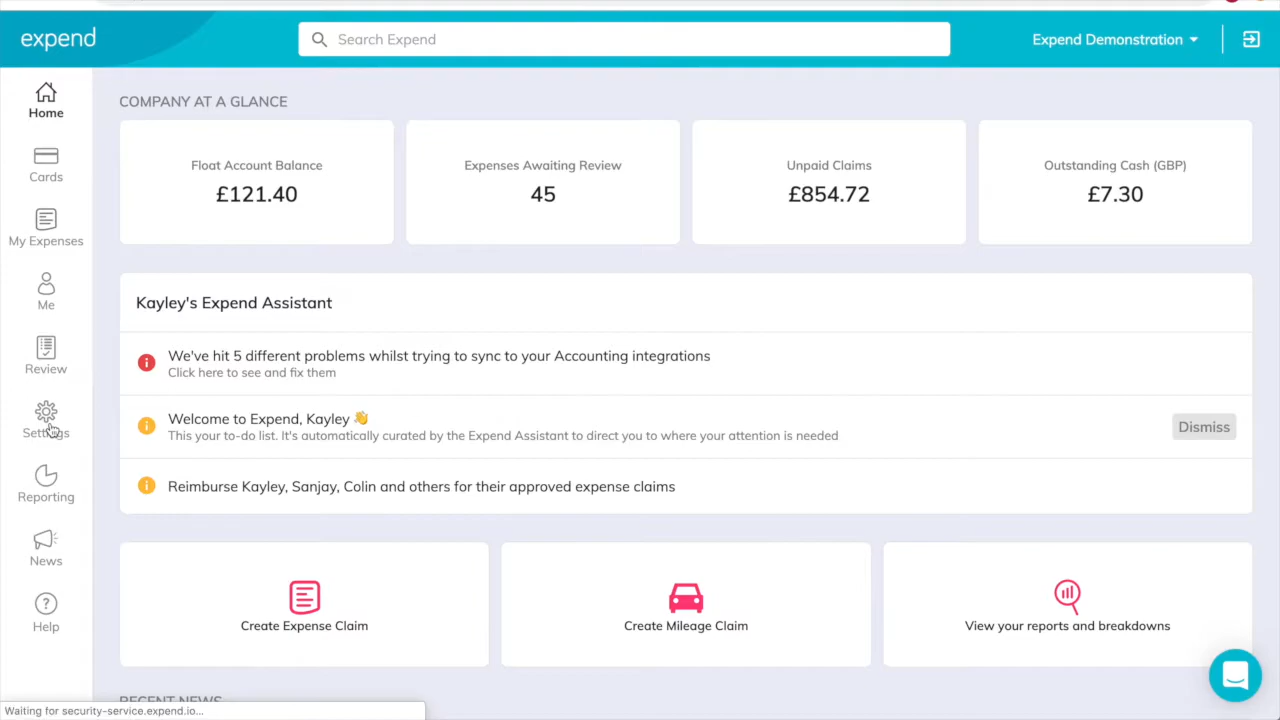 expend
Search Expend
Expend Demonstration
Home
Cards
My Expenses
Me
Review
Settings
Reporting
News
Help
COMPANY AT A GLANCE
Float Account Balance
£121.40
Expenses Awaiting Review
45
Unpaid Claims
£854.72
Outstanding Cash (GBP)
£7.30
Kayley's Expend Assistant
We've hit 5 different problems whilst trying to sync to your Accounting integrations
Click here to see and fix them
Welcome to Expend, Kayley 👋
This your to-do list. It's automatically curated by the Expend Assistant to direct you to where your attention is needed
Dismiss
Reimburse Kayley, Sanjay, Colin and others for their approved expense claims
Create Expense Claim
Create Mileage Claim
View your reports and breakdowns
RECENT NEWS
Waiting for security-service.expend.io...